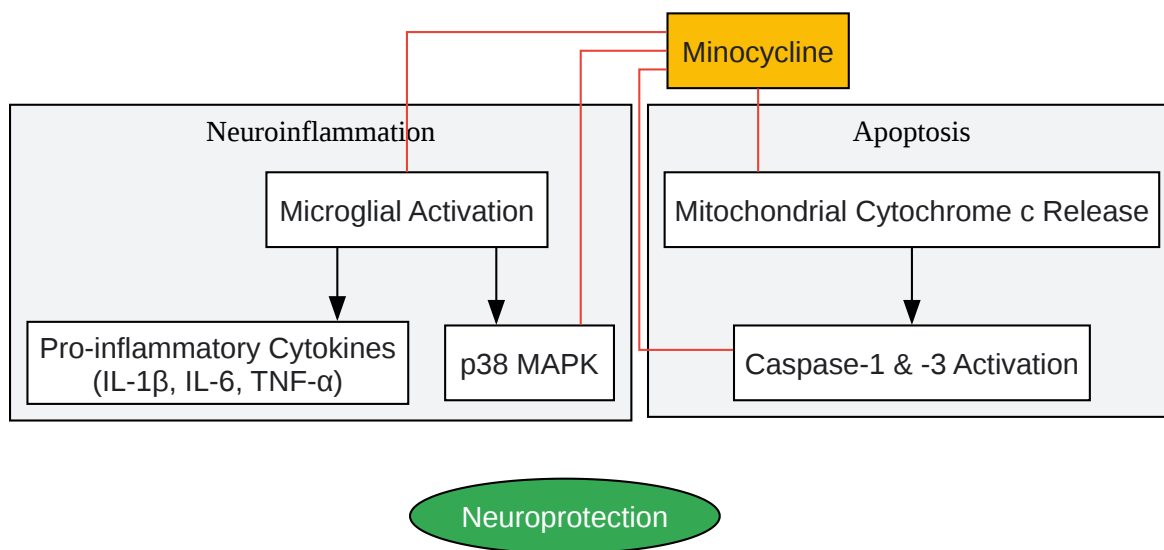 Minocycline
Neuroinflammation
Apoptosis
Microglial Activation
Mitochondrial Cytochrome c Release
Pro-inflammatory Cytokines
(IL-1β, IL-6, TNF-α)
p38 MAPK
Caspase-1 & -3 Activation
Neuroprotection